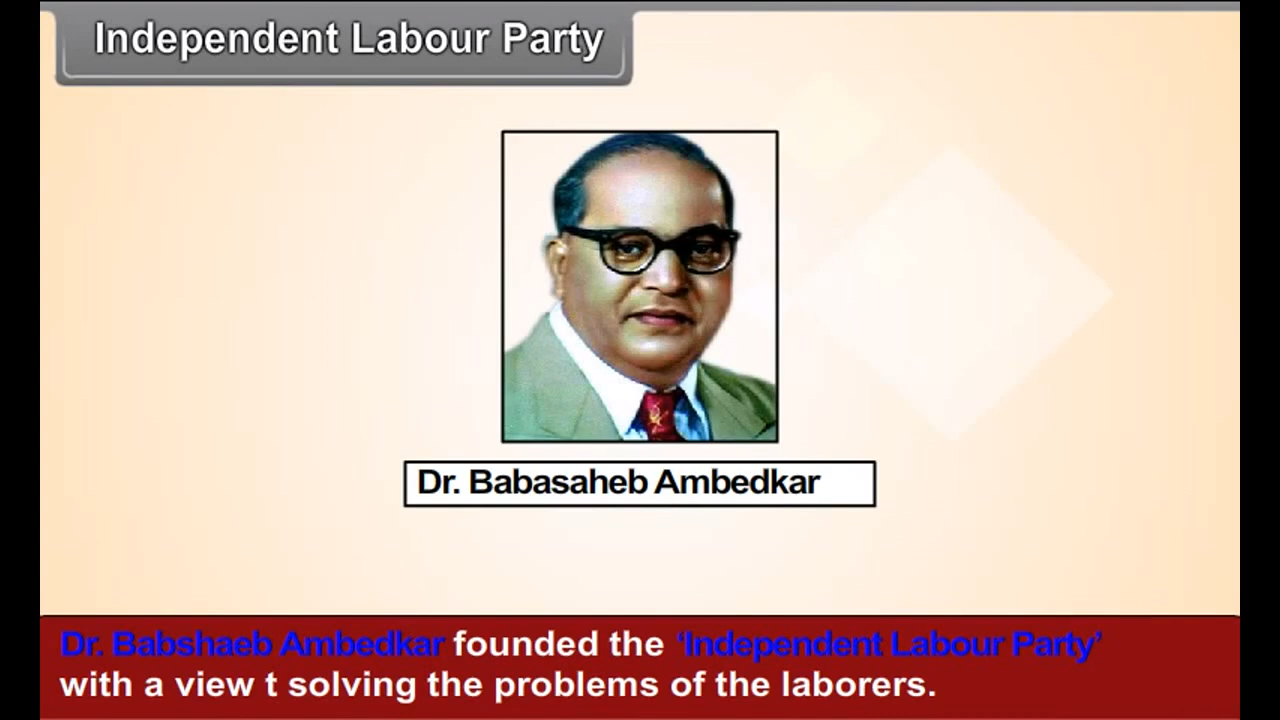 Independent Labour Party
Dr. Babasaheb Ambedkar
Dr. Babshaeb Ambedkar founded the ‘Independent Labour Party’
with a view t solving the problems of the laborers.